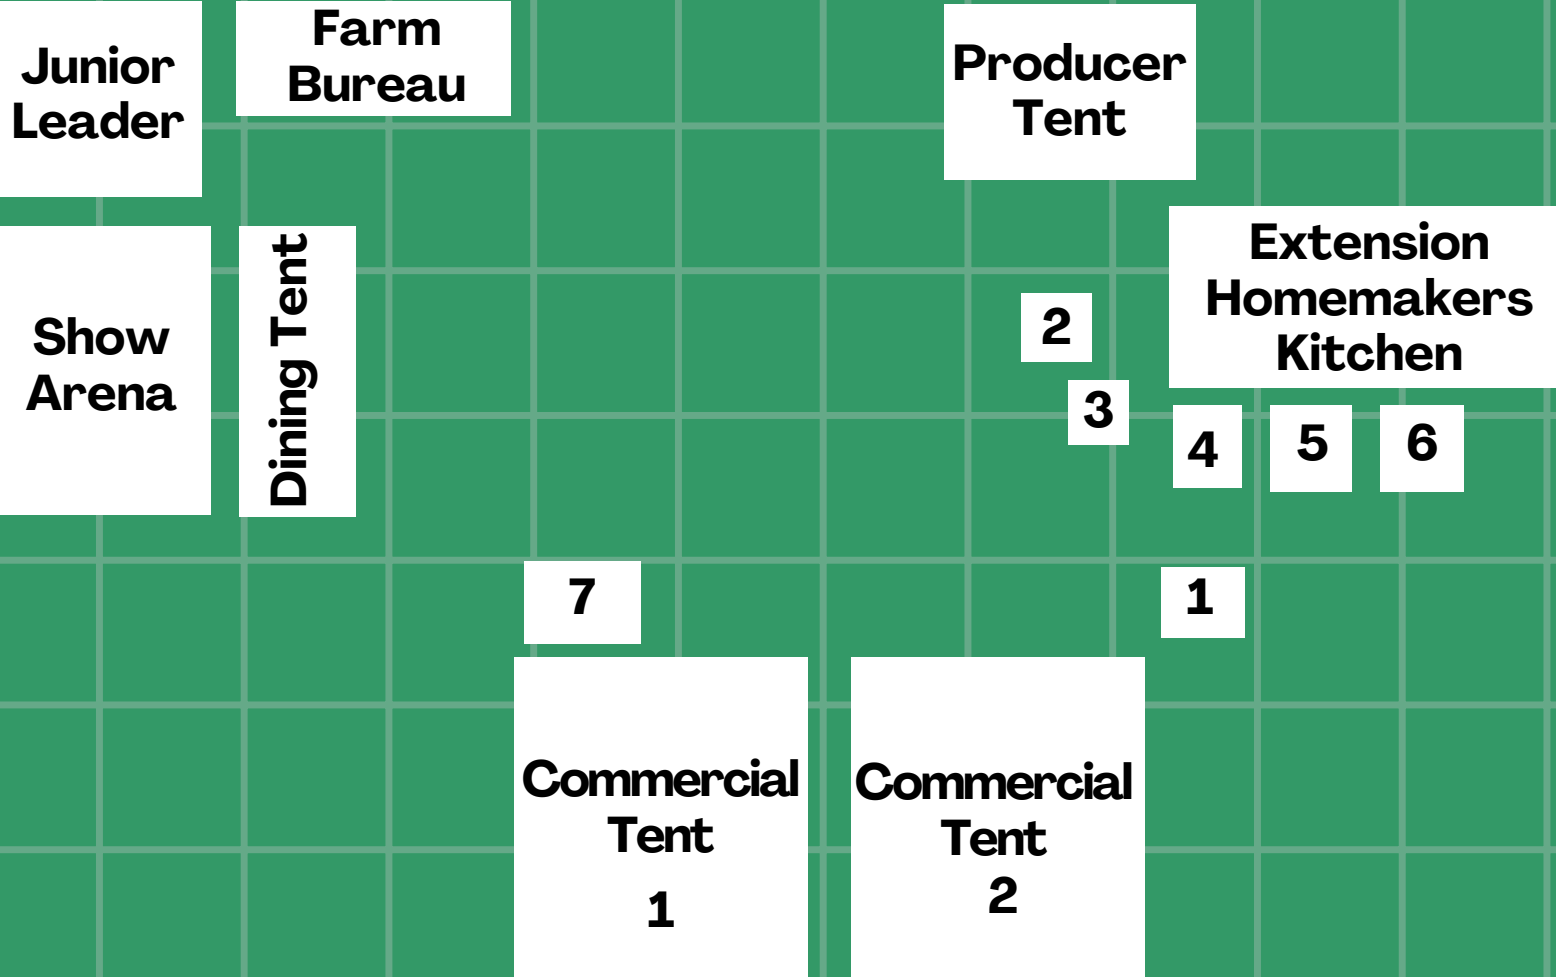 Junior
Leader
Farm
Bureau
Producer
Tent
Extension
Homemakers
Kitchen
Show
Arena
Dining Tent
2
3
4
5
6
7
1
Commercial
Tent
1
Commercial
Tent
2